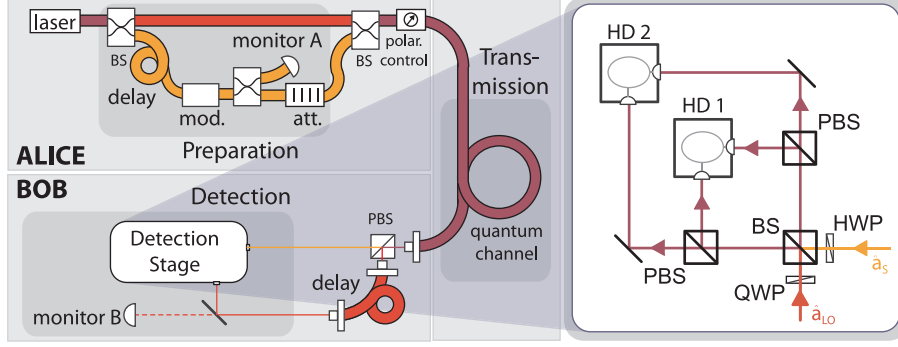 laser
BS
delay
mod.
monitor A
att.
BS
polar.
control
Preparation
ALICE
Trans-
mission
quantum
channel
BOB
Detection
Detection
Stage
PBS
delay
monitor B
HD 2
HD 1
PBS
BS
HWP
âS
PBS
QWP
âLO